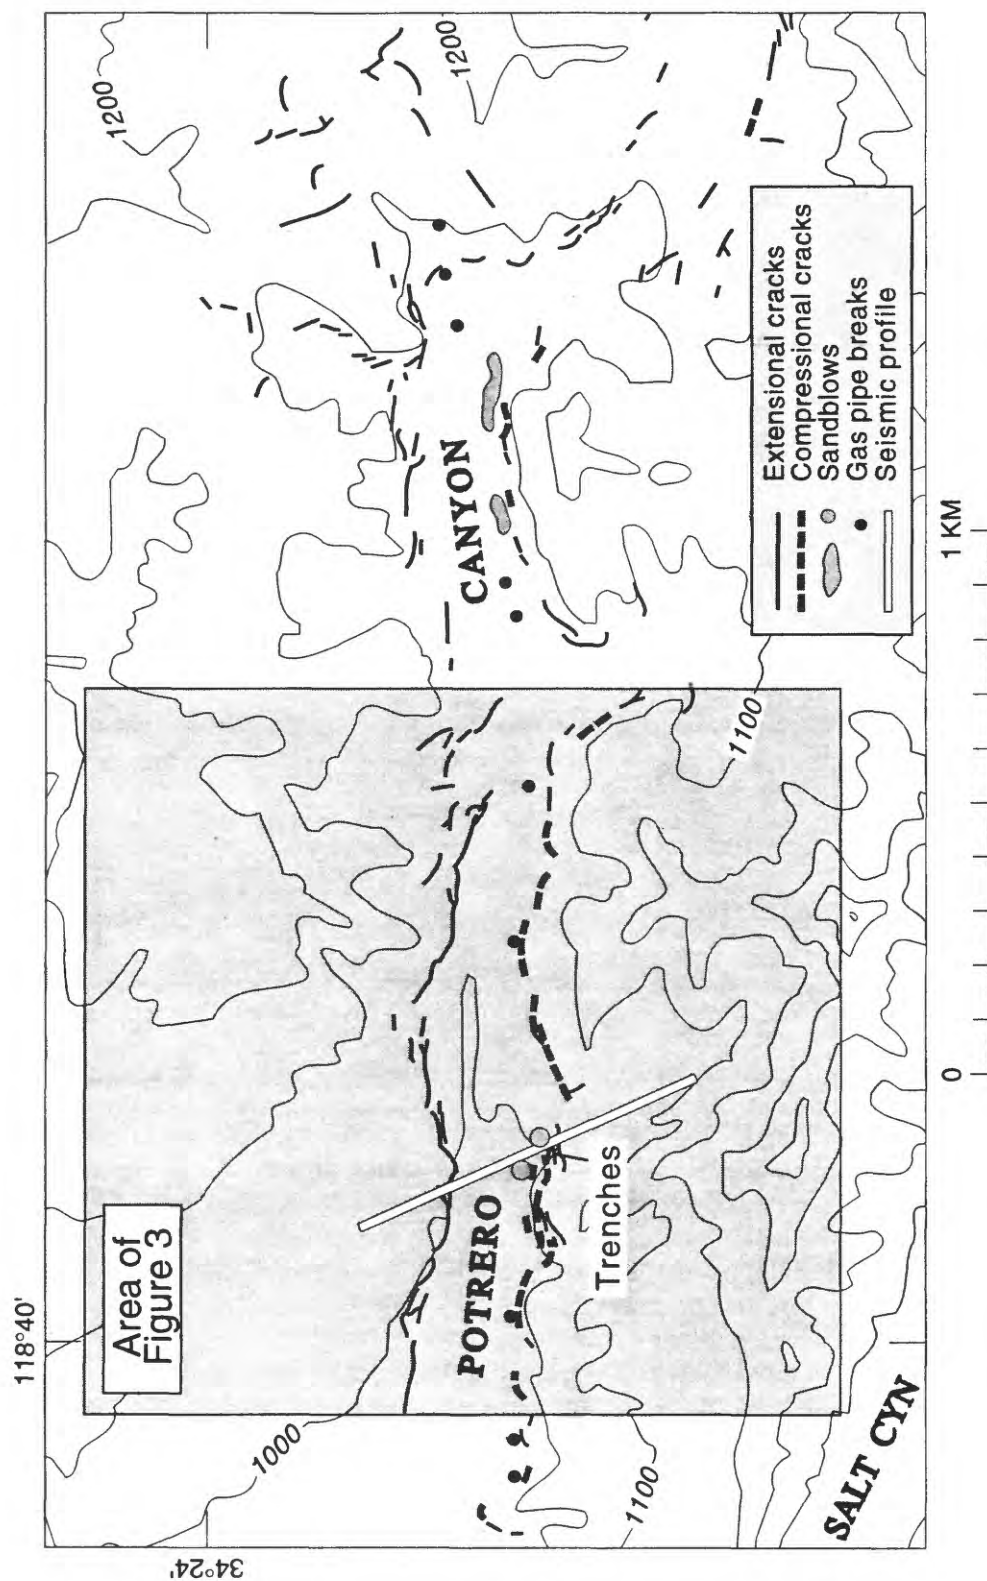 118°40'
34°24'
Area of
Figure 3
1000
1100
1100
1200
1200
POTRERO
CANYON
Trenches
SALT CYN
Extensional cracks
Compressional cracks
Sandblows
Gas pipe breaks
Seismic profile
0
1 KM